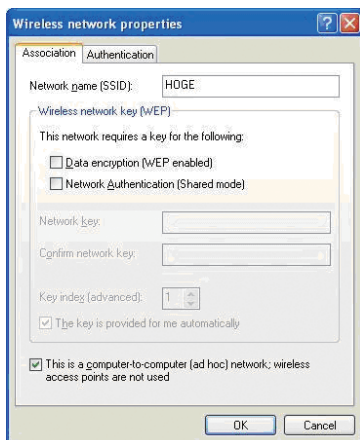 Wireless network properties
Association Authentication
Network name (SSID): HOGE
Wireless network key (WEP)
This network requires a key for the following:
Data encryption (WEP enabled)
Network Authentication (Shared mode)
Network key:
Confirm network key:
Key index (advanced): 1
The key is provided for me automatically
This is a computer-to-computer (ad hoc) network; wireless
access points are not used
OK Cancel